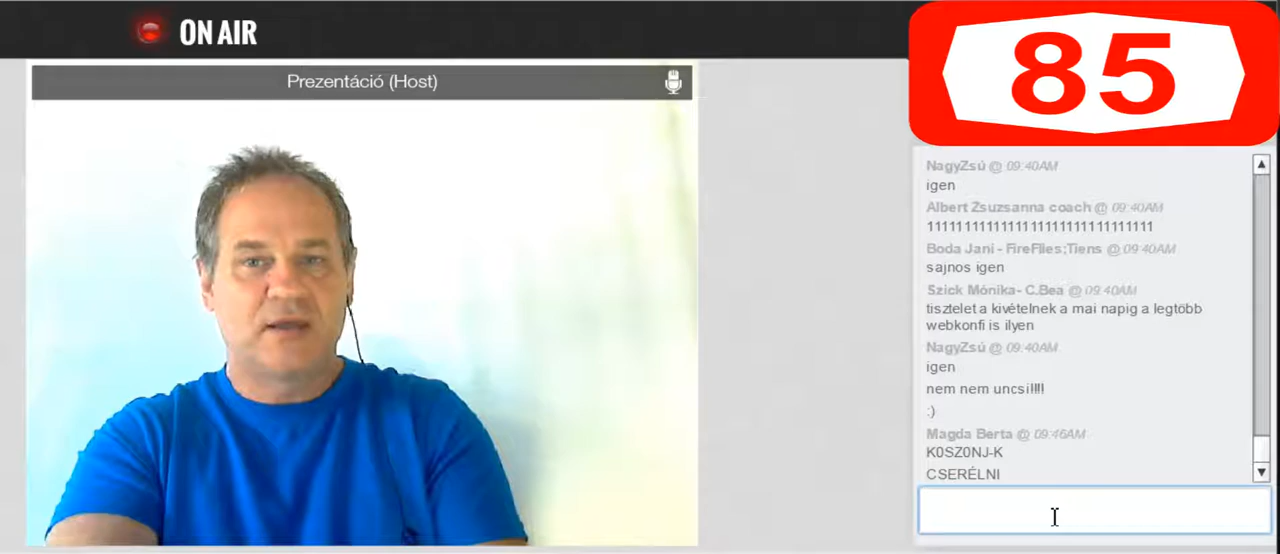 ON AIR
85
Prezentáció (Host)
NagyZsú @ 09:40AM
igen
Albert Zsuzsanna coach @ 09:40AM
1111111111111111111111111111111111
Boda Jani - FireFlies;Tiens @ 09:40AM
sajnos igen
Szick Mónika- C.Bea @ 09:40AM
tisztelet a kivételnek a mai napig a legtöbb
webkonfi is ilyen
NagyZsú @ 09:40AM
igen
nem nem uncsi!!!!
:)
Magda Berta @ 09:46AM
K0SZ0NJ-K
CSERÉLNI